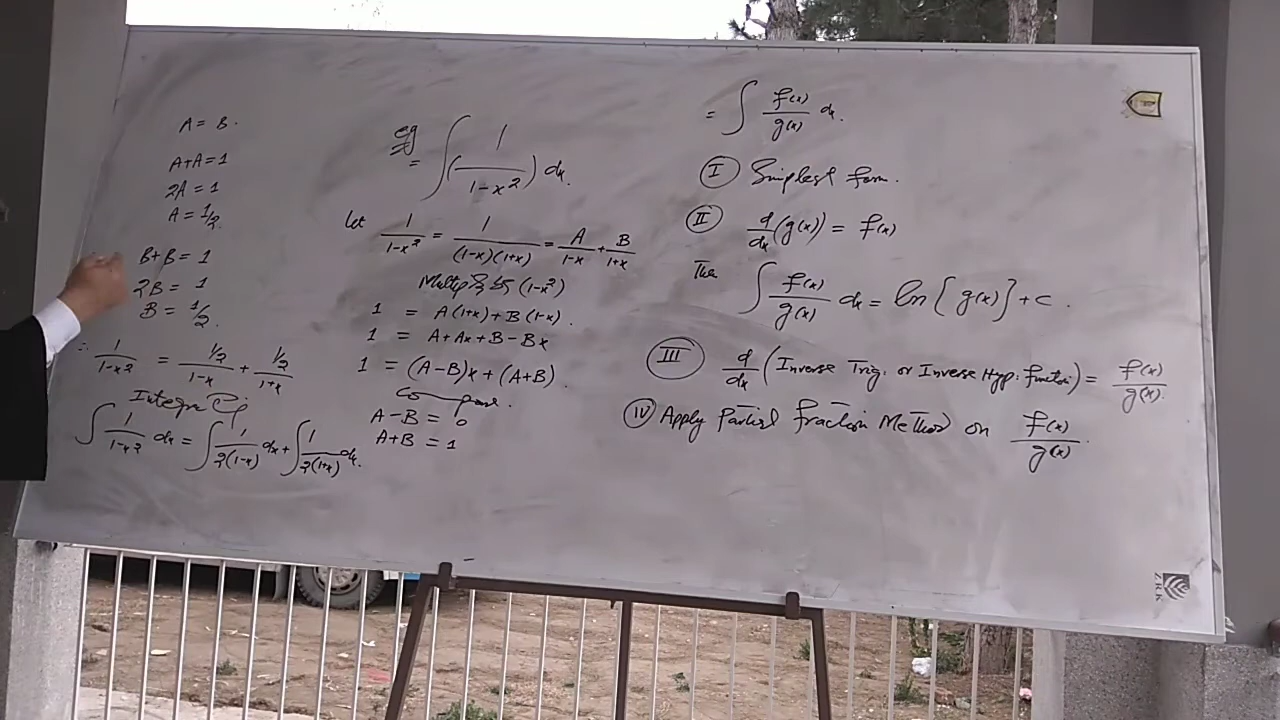 A = B.
A+A=1
2A = 1
A = 1/2.
B+B = 1
2B = 1
B = 1/2.
∴ 1/(1-x²) = (1/2)/(1-x) + (1/2)/(1+x)
∫ 1/(1-x²) dx = ∫ 1/(2(1-x)) dx + ∫ 1/(2(1+x)) dx.
eg
= ∫ (1/(1-x²)) dx.
let 1/(1-x²) = 1/((1-x)(1+x)) = A/(1-x) + B/(1+x)
(1-x²)
1 = A(1+x)+B(1-x).
1 = A+Ax+B-Bx
1 = (A-B)x+(A+B).
A-B = 0
A+B = 1
= ∫ f(x)/g(x) dx.
I Simplest form.
II d/dx (g(x)) = f(x)
Then ∫ f(x)/g(x) dx = ln [g(x)] + c.
III d/dx (Inverse Trig. or Inverse Hyp: function) = f(x)/g(x).
IV Apply Partial fraction Method on f(x)/g(x).
ZRK